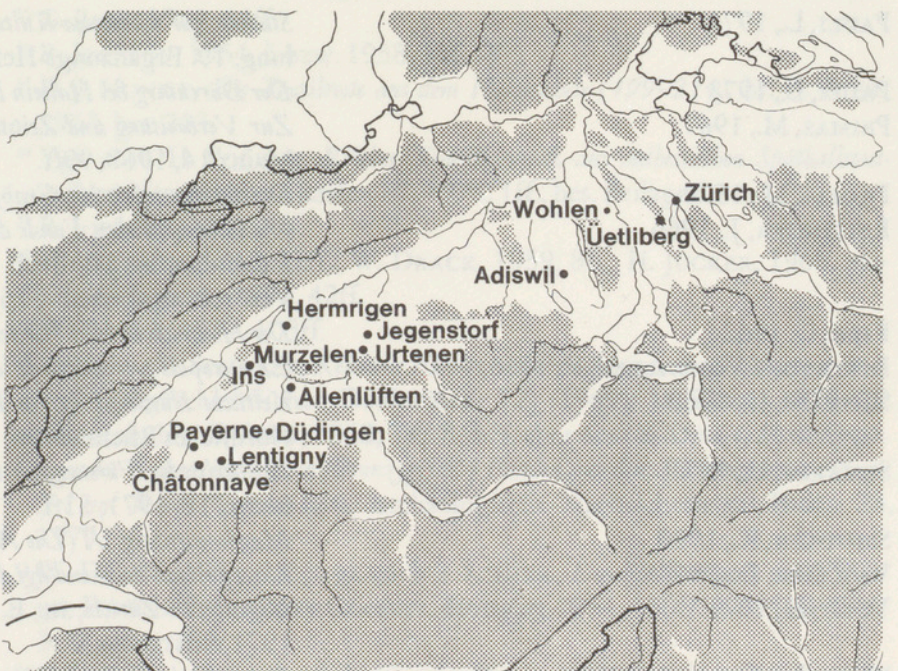 Zürich
Wohlen
Üetliberg
Adiswil
Hermrigen
Jegenstorf
Murzelen
Urtenen
Ins
Allenlüften
Payerne
Düdingen
Lentigny
Châtonnaye